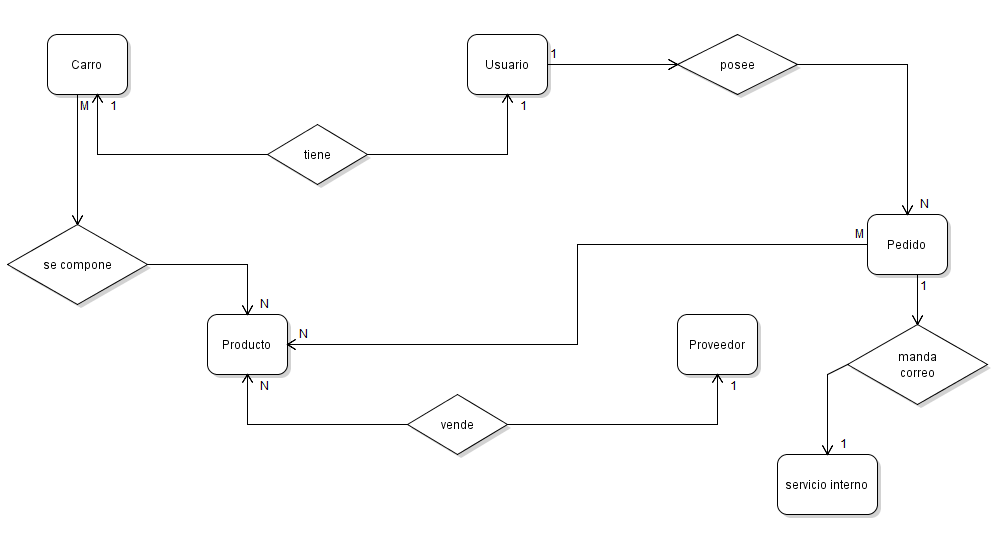 Carro
Usuario
1
posee
M
1
1
tiene
N
M
Pedido
se compone
1
N
N
Producto
Proveedor
manda
correo
N
1
vende
1
servicio interno